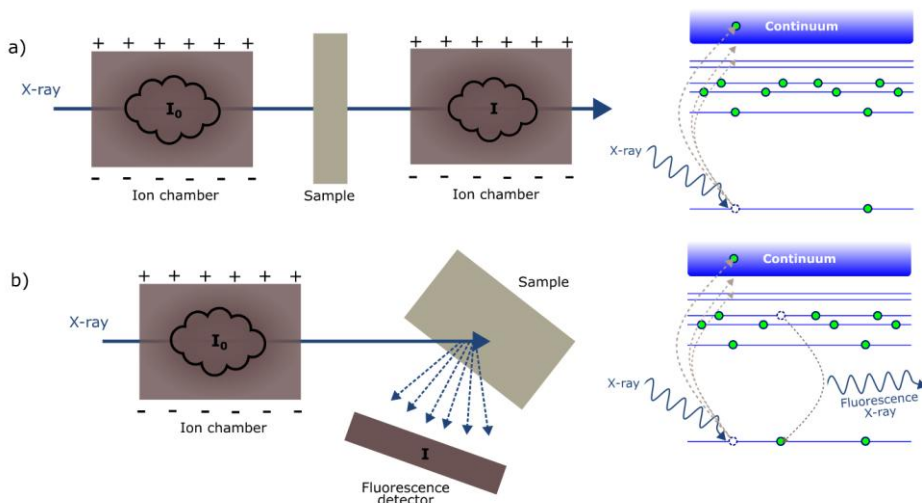 a)
+ + + + + +
X-ray
I₀
I
- - - - - -
- - - - - -
Ion chamber
Sample
+ + + + + +
Ion chamber
Continuum
X-ray
b)
+ + + + + +
X-ray
I₀
- - - - - -
Ion chamber
Sample
I
Fluorescence
detector
Continuum
X-ray
Fluorescence
X-ray